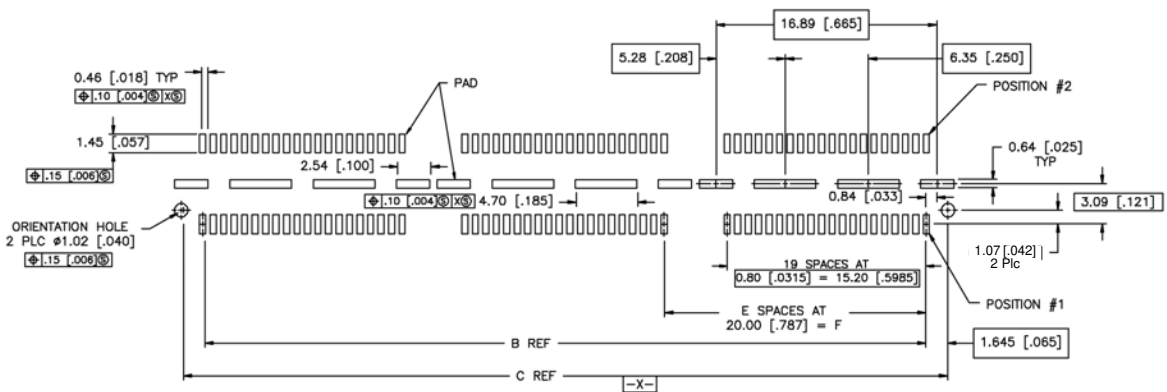 16.89 [.665]
5.28 [.208]
6.35 [.250]
0.46 [.018] TYP
⌖ .10 [.004]Ⓢ XⓈ
PAD
POSITION #2
1.45 [.057]
⌖ .15 [.006]Ⓢ
2.54 [.100]
0.64 [.025]
TYP
⌖ .10 [.004]Ⓢ XⓈ 4.70 [.185]
0.84 [.033]
3.09 [.121]
ORIENTATION HOLE
2 PLC ø1.02 [.040]
⌖ .15 [.006]Ⓢ
1.07 [.042]
2 Plc
19 SPACES AT
0.80 [.0315] = 15.20 [.5985]
POSITION #1
E SPACES AT
20.00 [.787] = F
B REF
1.645 [.065]
C REF
-X-